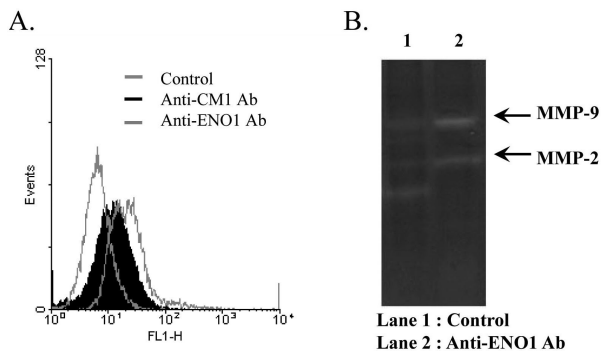 A.
128
Events
0
Control
Anti-CM1 Ab
Anti-ENO1 Ab
10⁰ 10¹ 10² 10³ 10⁴
FL1-H
B.
1 2
MMP-9
MMP-2
Lane 1 : Control
Lane 2 : Anti-ENO1 Ab